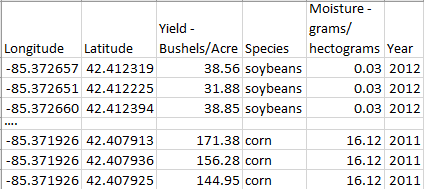 Longitude Latitude Yield - Bushels/Acre Species Moisture - grams/ hectograms Year
-85.372657 42.412319 38.56 soybeans 0.03 2012
-85.372651 42.412225 31.88 soybeans 0.03 2012
-85.372660 42.412394 38.85 soybeans 0.03 2012
....
-85.371926 42.407913 171.38 corn 16.12 2011
-85.371926 42.407936 156.28 corn 16.12 2011
-85.371926 42.407925 144.95 corn 16.12 2011